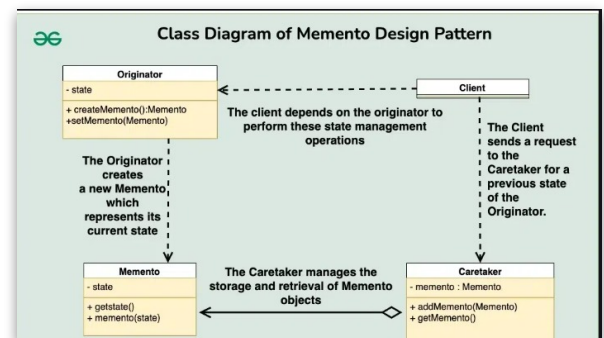 Class Diagram of Memento Design Pattern
Originator
- state
+ createMemento():Memento
+setMemento(Memento)
Client
The client depends on the originator to
perform these state management
operations
The Client
sends a request
to the
Caretaker for a
previous state
of the
Originator.
The Originator
creates
a new Memento
which
represents its
current state
Memento
- state
+ getstate()
+ memento(state)
The Caretaker manages the
storage and retrieval of Memento
objects
Caretaker
- memento : Memento
+ addMemento(Memento)
+ getMemento()